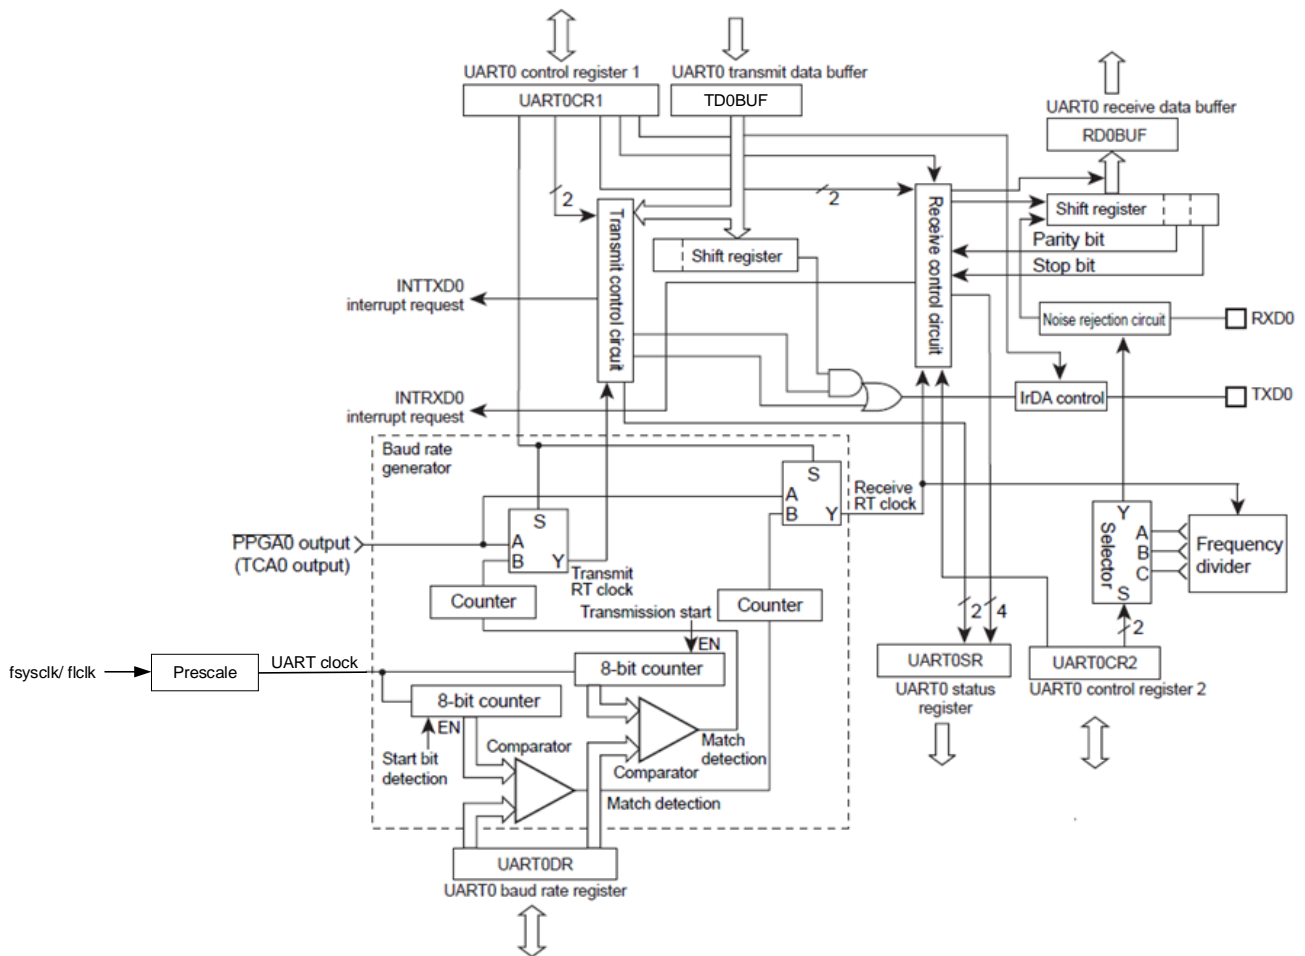 UART0 control register 1
UART0CR1
UART0 transmit data buffer
TD0BUF
UART0 receive data buffer
RD0BUF
2
2
Transmit control circuit
Receive control circuit
Shift register
Shift register
Parity bit
Stop bit
INTTXD0
interrupt request
Noise rejection circuit
RXD0
INTRXD0
interrupt request
IrDA control
TXD0
Baud rate
generator
S
A
B
Y
Receive
RT clock
PPGA0 output
(TCA0 output)
S
A
B
Y
Transmit
RT clock
Y
Selector
A
B
C
S
Frequency
divider
Counter
Counter
Transmission start
EN
2
4
2
fsysclk/ flclk
Prescale
UART clock
8-bit counter
8-bit counter
EN
Start bit
detection
Comparator
Comparator
Match
detection
Match detection
UART0SR
UART0 status
register
UART0CR2
UART0 control register 2
UART0DR
UART0 baud rate register